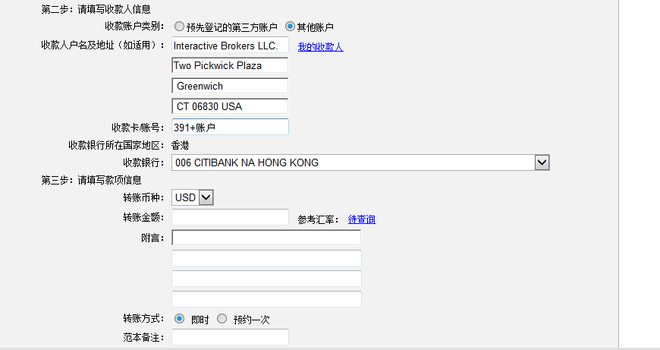 第二步：请填写收款人信息
收款账户类别： 预先登记的第三方账户 其他账户
收款人户名及地址（如适用）： Interactive Brokers LLC. 我的收款人
Two Pickwick Plaza
Greenwich
CT 06830 USA
收款卡/账号： 391+账户
收款银行所在国家地区： 香港
收款银行： 006 CITIBANK NA HONG KONG
第三步：请填写款项信息
转账币种： USD
转账金额： 参考汇率： 待查询
附言：
转账方式： 即时 预约一次
范本备注：